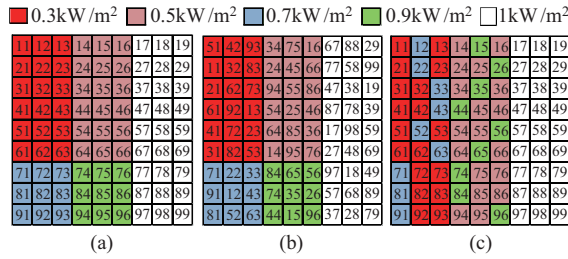 0.3kW/m² 0.5kW/m² 0.7kW/m² 0.9kW/m² 1kW/m²
11 12 13 14 15 16 17 18 19 51 42 93 34 75 16 67 88 29 11 12 13 14 15 16 17 18 19
21 22 23 24 25 26 27 28 29 11 32 83 24 45 66 77 58 99 21 22 23 24 25 26 27 28 29
31 32 33 34 35 36 37 38 39 21 62 73 94 55 86 47 38 19 31 32 33 34 35 36 37 38 39
41 42 43 44 45 46 47 48 49 61 92 13 54 25 46 87 78 39 41 42 43 44 45 46 47 48 49
51 52 53 54 55 56 57 58 59 41 72 23 64 85 36 17 98 59 51 52 53 54 55 56 57 58 59
61 62 63 64 65 66 67 68 69 31 82 53 14 95 76 27 48 69 61 62 63 64 65 66 67 68 69
71 72 73 74 75 76 77 78 79 71 22 33 84 65 56 97 18 49 71 72 73 74 75 76 77 78 79
81 82 83 84 85 86 87 88 89 91 12 43 74 35 26 57 68 89 81 82 83 84 85 86 87 88 89
91 92 93 94 95 96 97 98 99 81 52 63 44 15 96 37 28 79 91 92 93 94 95 96 97 98 99
(a) (b) (c)